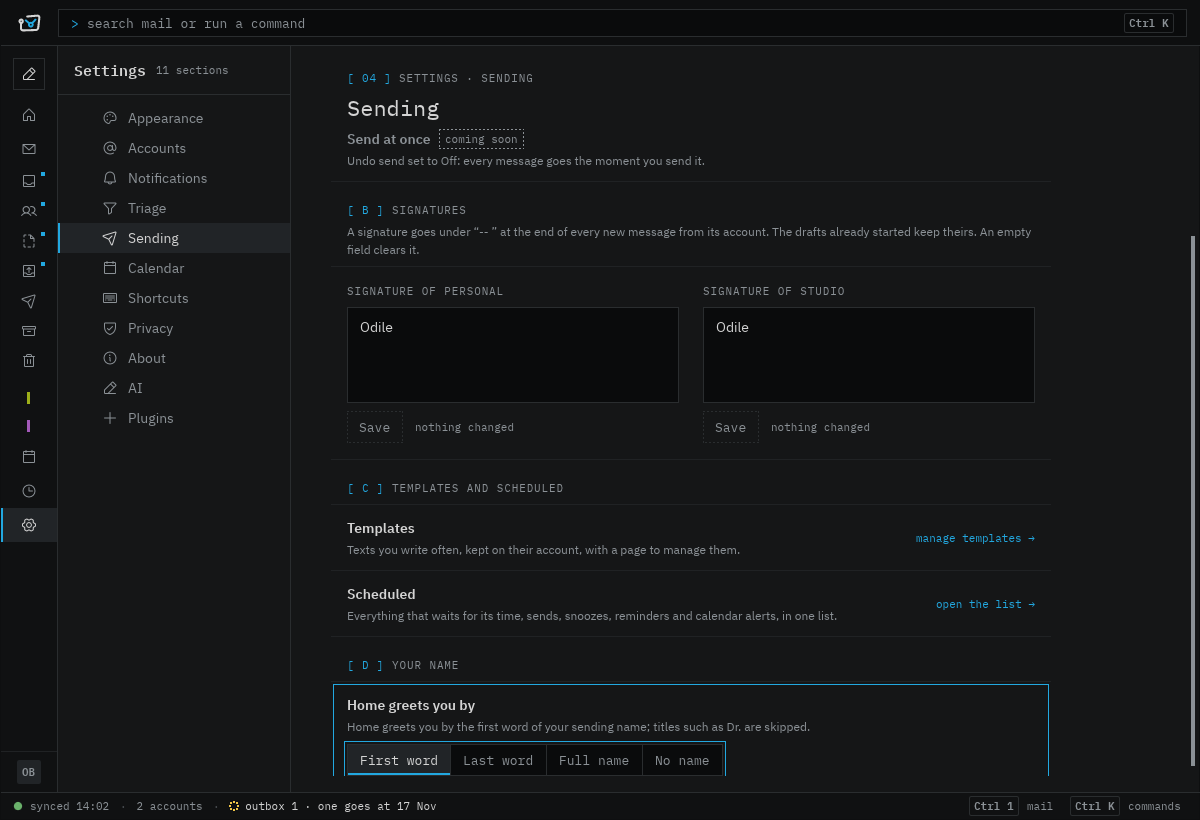 > search mail or run a command
Ctrl K
Settings 11 sections
Appearance
Accounts
Notifications
Triage
Sending
Calendar
Shortcuts
Privacy
About
AI
Plugins
OB
[ 04 ] SETTINGS · SENDING
Sending
Send at once coming soon
Undo send set to Off: every message goes the moment you send it.
[ B ] SIGNATURES
A signature goes under “-- ” at the end of every new message from its account. The drafts already started keep theirs. An empty
field clears it.
SIGNATURE OF PERSONAL
Odile
Save nothing changed
SIGNATURE OF STUDIO
Odile
Save nothing changed
[ C ] TEMPLATES AND SCHEDULED
Templates
Texts you write often, kept on their account, with a page to manage them.
manage templates →
Scheduled
Everything that waits for its time, sends, snoozes, reminders and calendar alerts, in one list.
open the list →
[ D ] YOUR NAME
Home greets you by
Home greets you by the first word of your sending name; titles such as Dr. are skipped.
First word Last word Full name No name
synced 14:02 · 2 accounts · outbox 1 · one goes at 17 Nov
Ctrl 1 mail Ctrl K commands